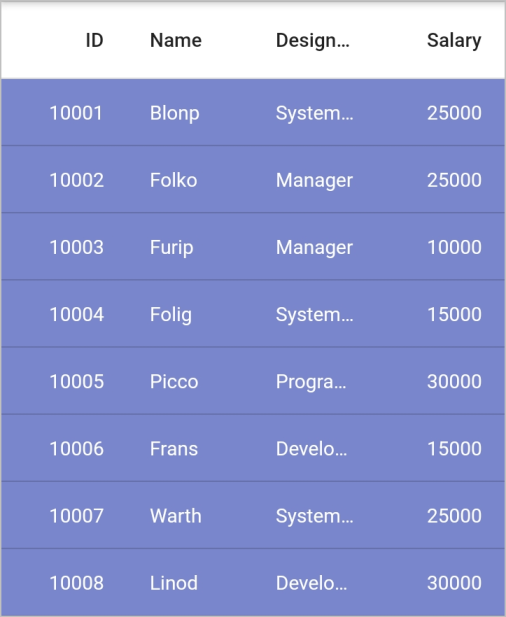 ID Name Design... Salary
10001 Blonp System... 25000
10002 Folko Manager 25000
10003 Furip Manager 10000
10004 Folig System... 15000
10005 Picco Progra... 30000
10006 Frans Develo... 15000
10007 Warth System... 25000
10008 Linod Develo... 30000